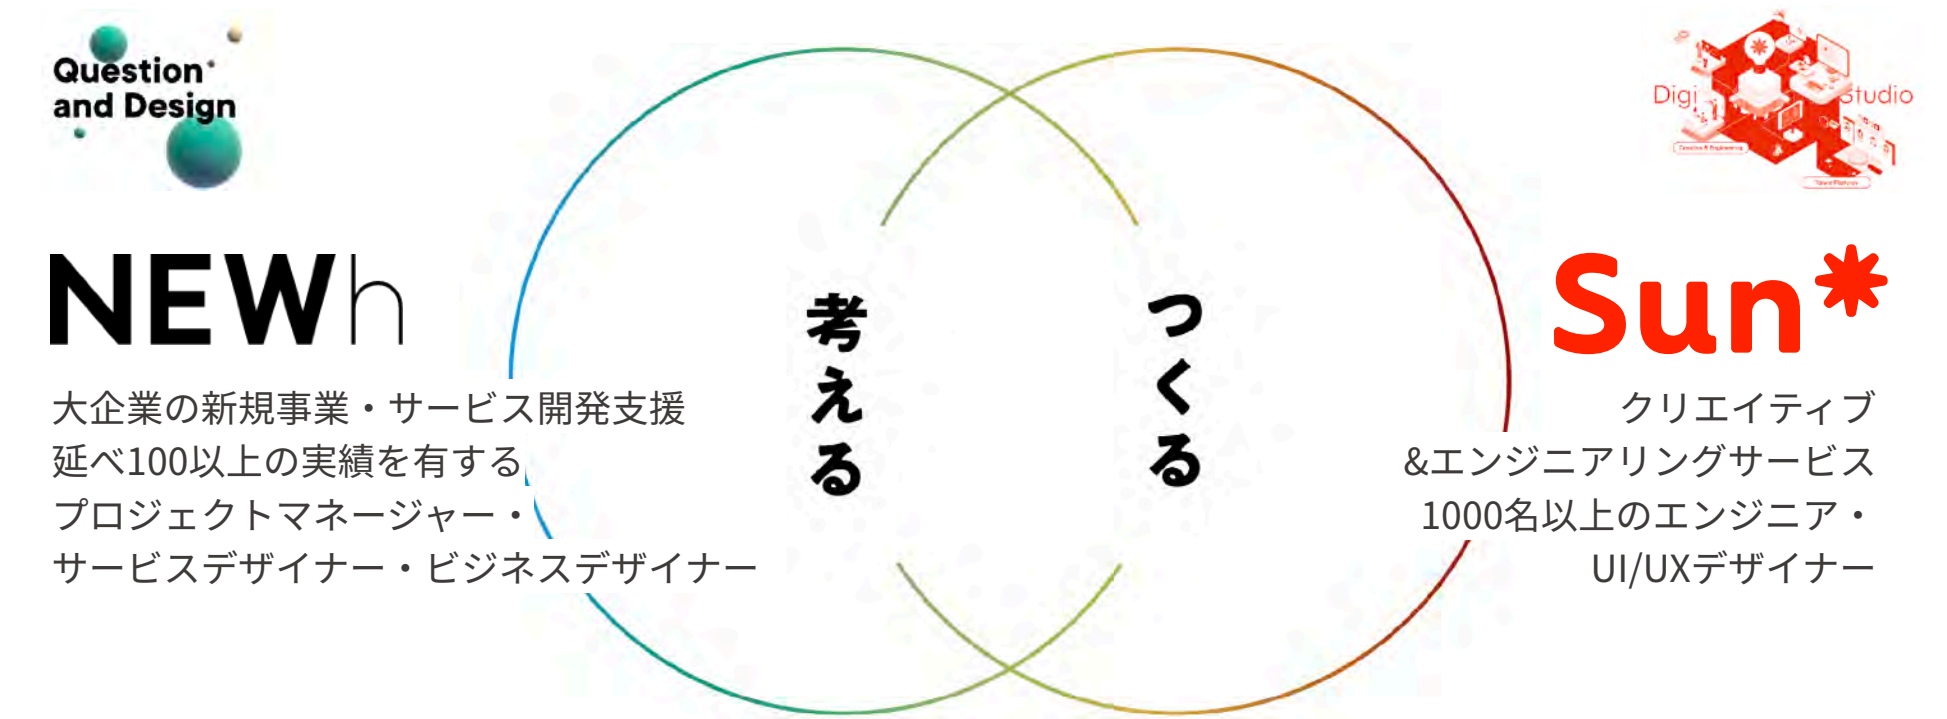 Question
and Design
NEWh
大企業の新規事業・サービス開発支援
延べ100以上の実績を有する
プロジェクトマネージャー・
サービスデザイナー・ビジネスデザイナー
考える
つくる
Digi
Studio
Creative & Engineering
Talent Platform
Sun*
クリエイティブ
&エンジニアリングサービス
1000名以上のエンジニア・
UI/UXデザイナー